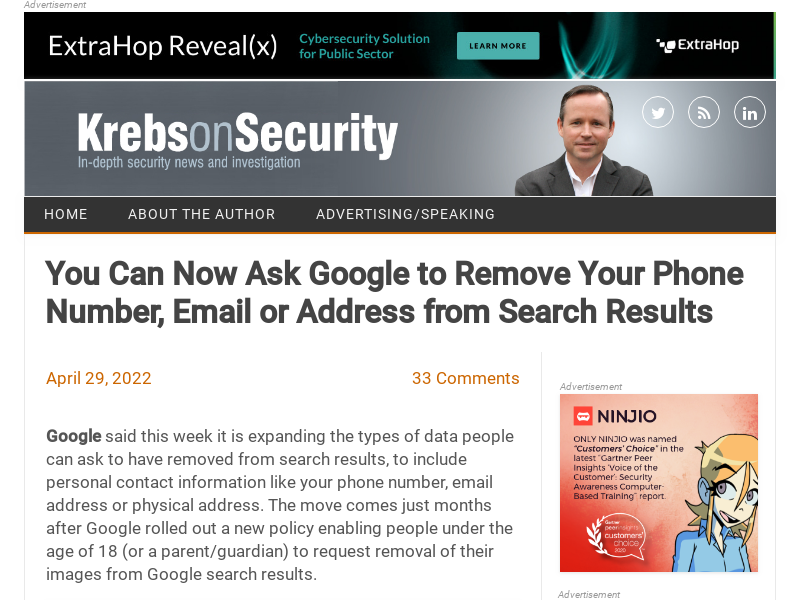 Advertisement
ExtraHop Reveal(x)
Cybersecurity Solution
for Public Sector
LEARN MORE
ExtraHop
KrebsonSecurity
In-depth security news and investigation
HOME
ABOUT THE AUTHOR
ADVERTISING/SPEAKING
You Can Now Ask Google to Remove Your Phone
Number, Email or Address from Search Results
April 29, 2022
33 Comments
Google said this week it is expanding the types of data people
can ask to have removed from search results, to include
personal contact information like your phone number, email
address or physical address. The move comes just months
after Google rolled out a new policy enabling people under the
age of 18 (or a parent/guardian) to request removal of their
images from Google search results.
Advertisement
NINJIO
ONLY NINJIO was named
"Customers' Choice" in the
latest "Gartner Peer
Insights 'Voice of the
Customer': Security
Awareness Computer-
Based Training" report.
Gartner
peerinsights
customers'
choice
2020
Advertisement